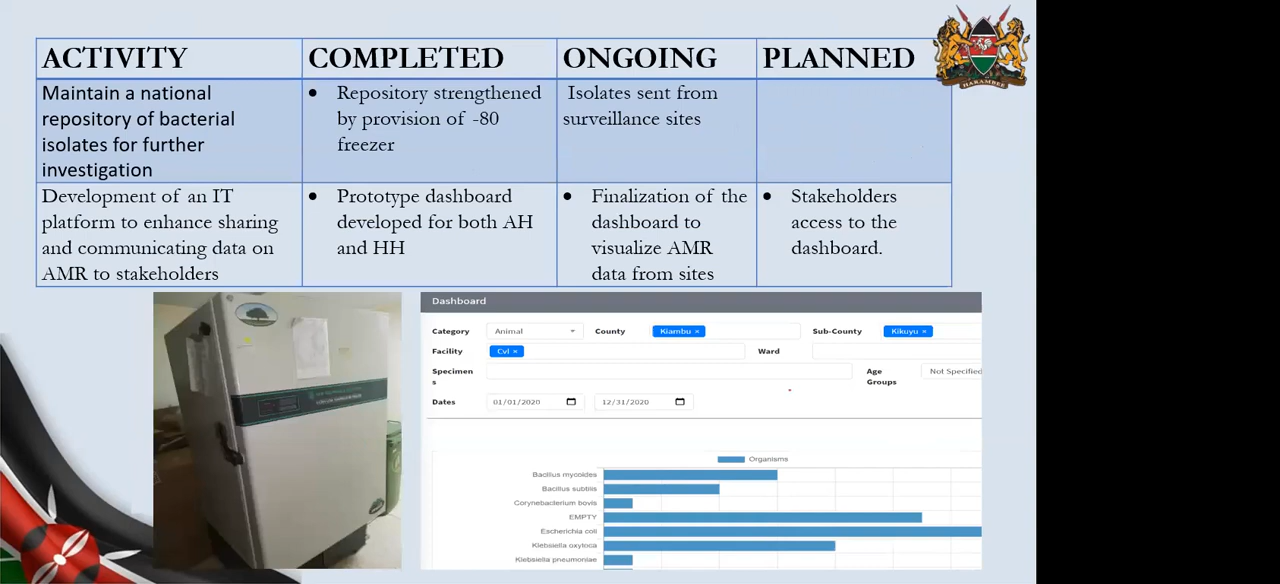 ACTIVITY COMPLETED ONGOING PLANNED
HARAMBEE
Maintain a national
repository of bacterial
isolates for further
investigation
• Repository strengthened
by provision of -80
freezer
Isolates sent from
surveillance sites
Development of an IT
platform to enhance sharing
and communicating data on
AMR to stakeholders
• Prototype dashboard
developed for both AH
and HH
• Finalization of the
dashboard to
visualize AMR
data from sites
• Stakeholders
access to the
dashboard.
Dashboard
Category Animal County Kiambu × Sub-County Kikuyu ×
Facility Cvl × Ward
Specimen
s
Age
Groups
Not Specified
Dates 01/01/2020 12/31/2020
Organisms
Bacillus mycoides
Bacillus subtilis
Corynebacterium bovis
EMPTY
Escherichia coli
Klebsiella oxytoca
Klebsiella pneumoniae